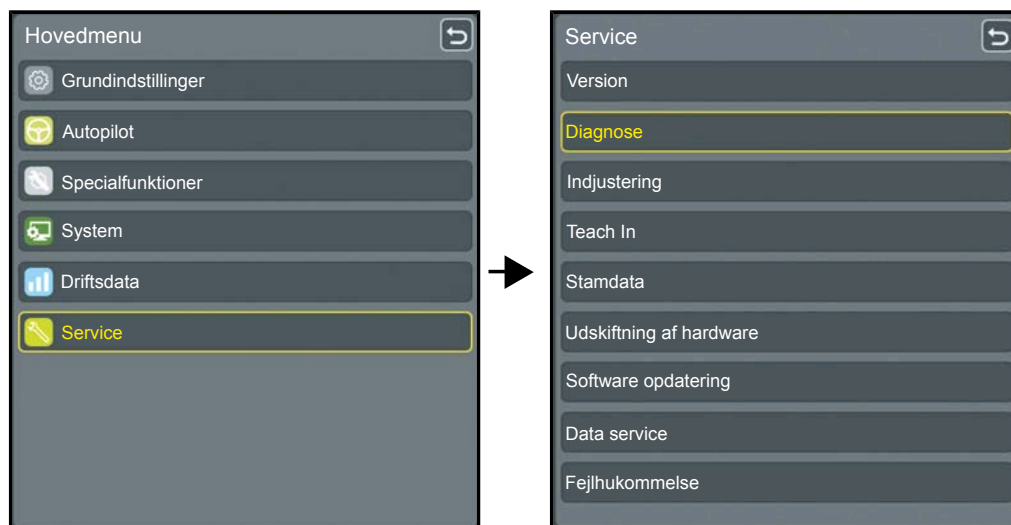 Hovedmenu
Grundindstillinger
Autopilot
Specialfunktioner
System
Driftsdata
Service
Service
Version
Diagnose
Indjustering
Teach In
Stamdata
Udskiftning af hardware
Software opdatering
Data service
Fejlhukommelse